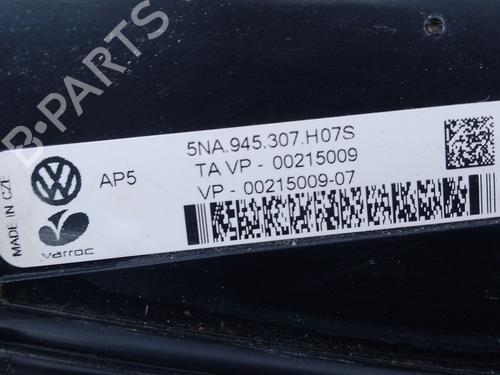 B-PARTS
MADE IN CZE
AP5
5NA.945.307.H07S
TA VP - 00215009
VP - 00215009-07
varroc